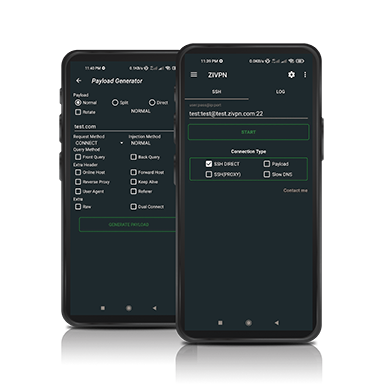 11:40 PM
Payload Generator
Payload
Normal Split Direct
Rotate NORMAL
test.com
Request Method Injection Method
CONNECT NORMAL
Query Method
Front Query Back Query
Extra Header
Online Host Forward Host
Reverse Proxy Keep Alive
User Agent Referer
Extra
Raw Dual Connect
GENERATE PAYLOAD
11:39 PM
ZIVPN
SSH LOG
test:test@test.zivpn.com:22
START
Connection Type
SSH DIRECT Payload
SSH(PROXY) Slow DNS
Contact me